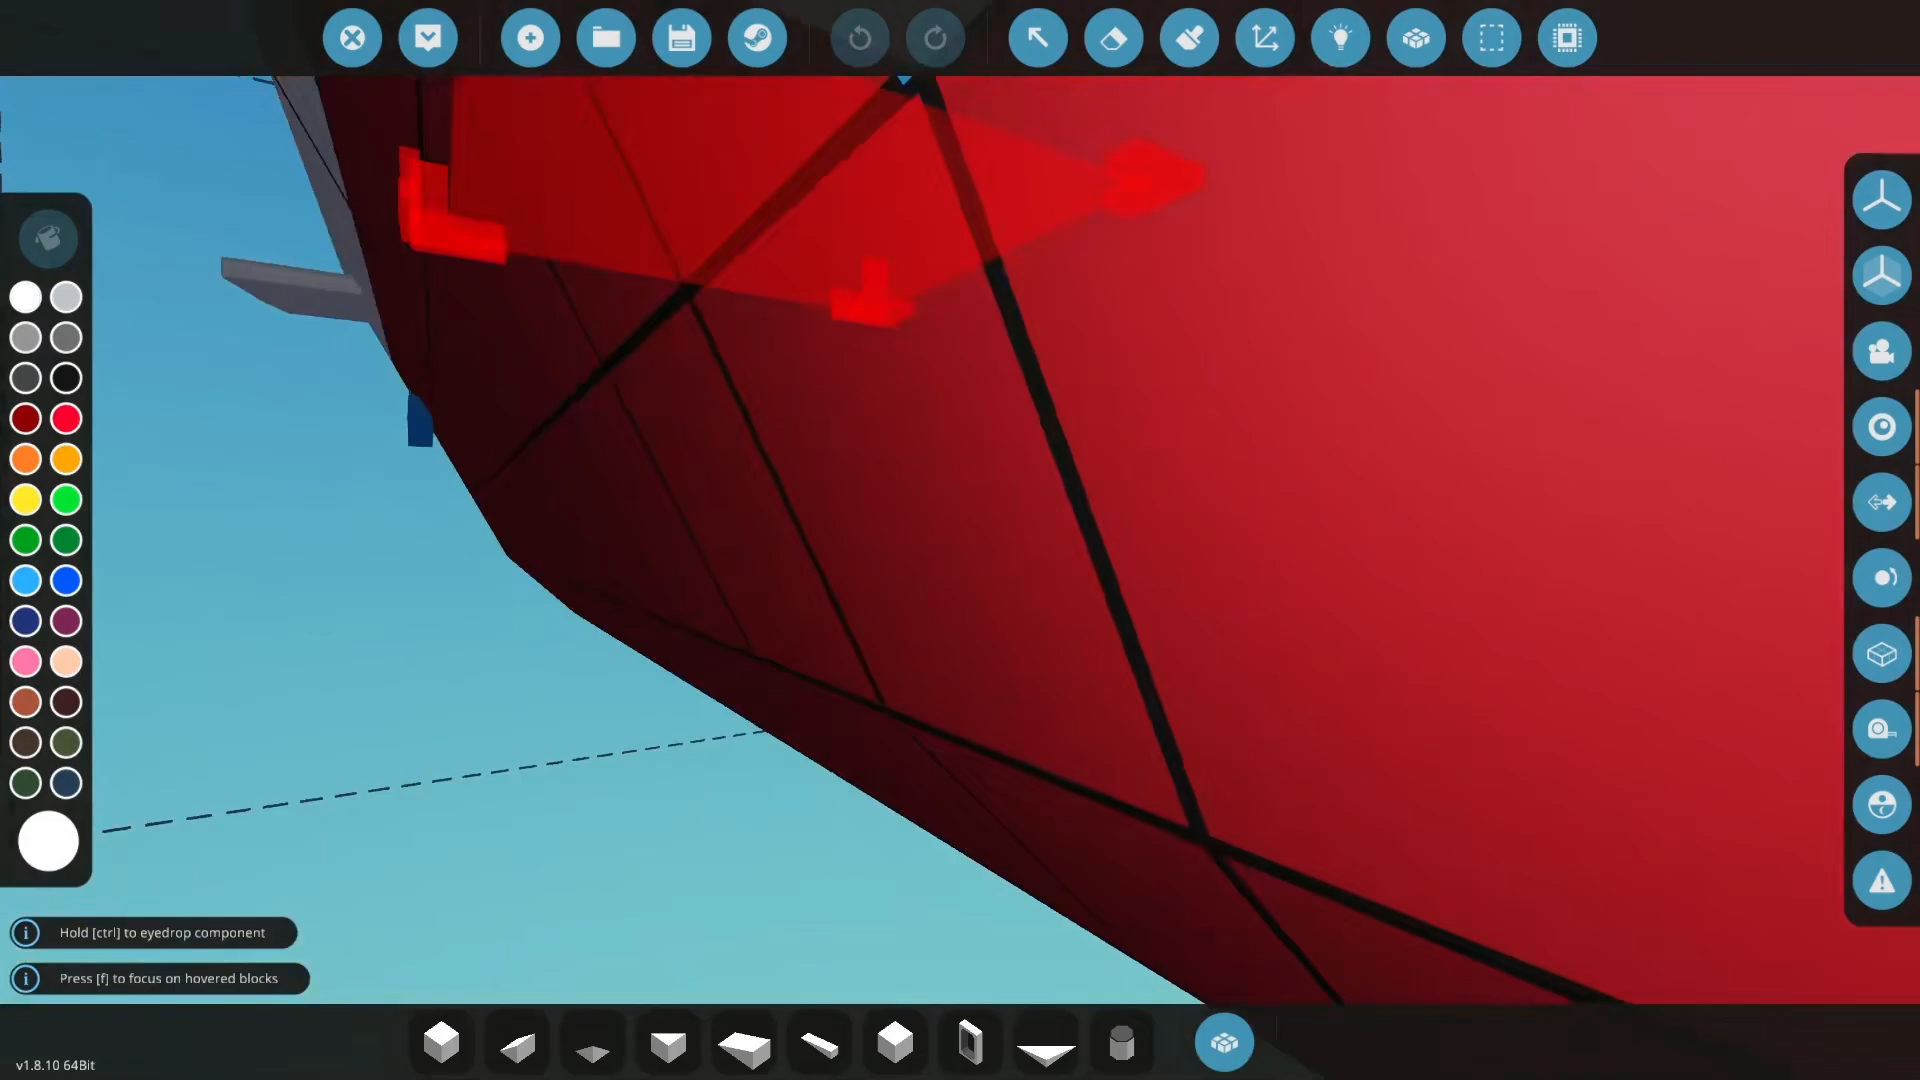 Hold [ctrl] to eyedrop component
Press [f] to focus on hovered blocks
v1.8.10 64Bit